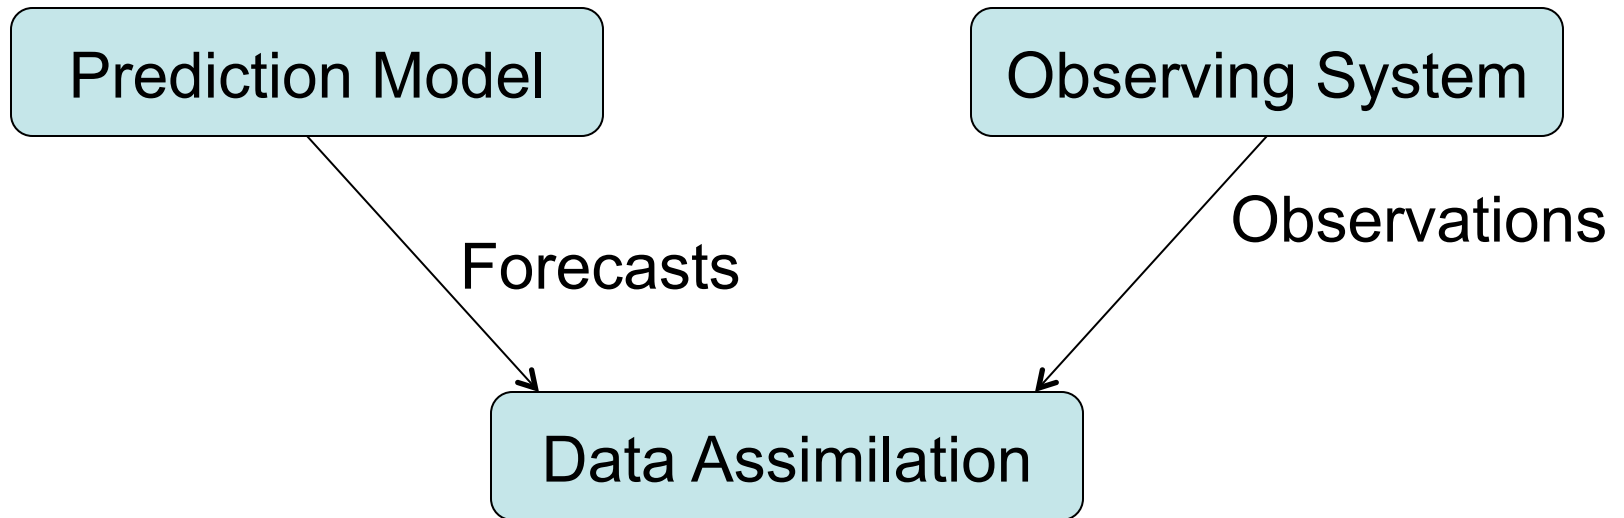 Prediction Model
Observing System
Observations
Forecasts
Data Assimilation